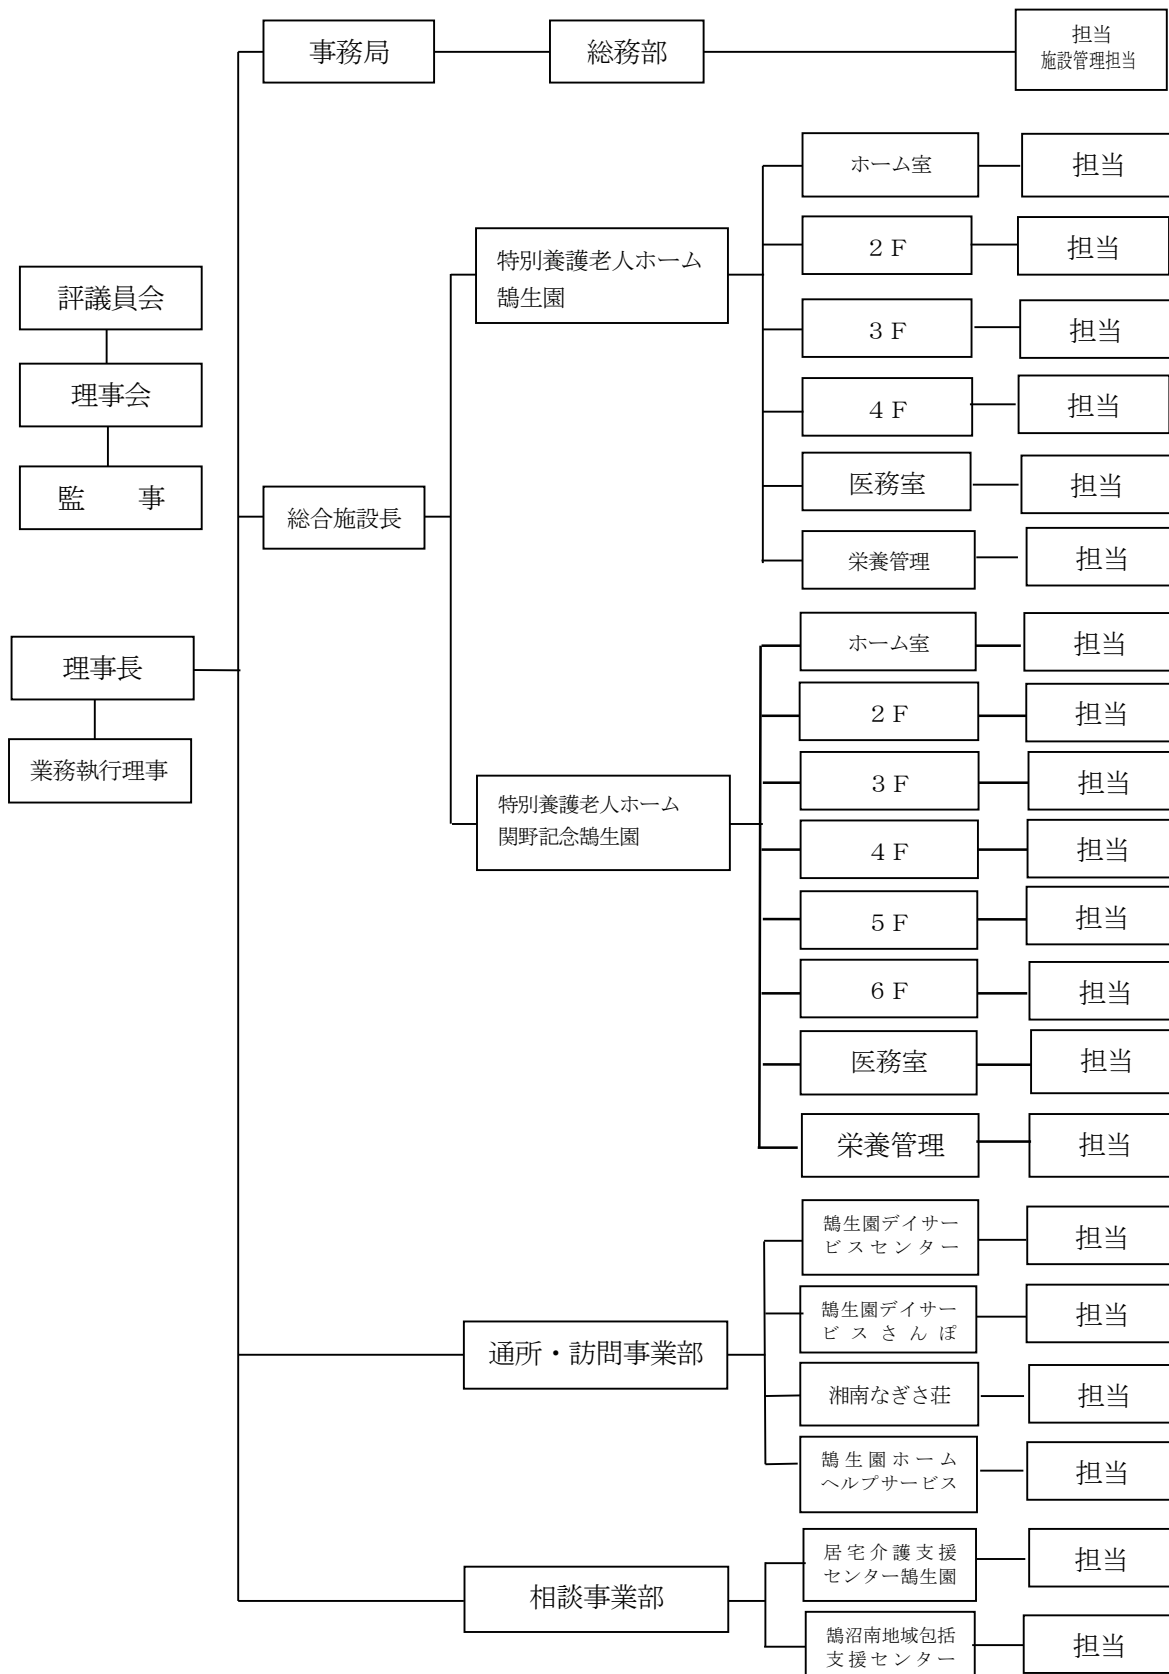 事務局
総務部
担当
施設管理担当
評議員会
理事会
監　　事
理事長
業務執行理事
総合施設長
特別養護老人ホーム
鵠生園
ホーム室
担当
２Ｆ
担当
３Ｆ
担当
４Ｆ
担当
医務室
担当
栄養管理
担当
特別養護老人ホーム
関野記念鵠生園
ホーム室
担当
２Ｆ
担当
３Ｆ
担当
４Ｆ
担当
５Ｆ
担当
６Ｆ
担当
医務室
担当
栄養管理
担当
通所・訪問事業部
鵠生園デイサー
ビスセンター
担当
鵠生園デイサー
ビスさんぽ
担当
湘南なぎさ荘
担当
鵠生園ホーム
ヘルプサービス
担当
相談事業部
居宅介護支援
センター鵠生園
担当
鵠沼南地域包括
支援センター
担当